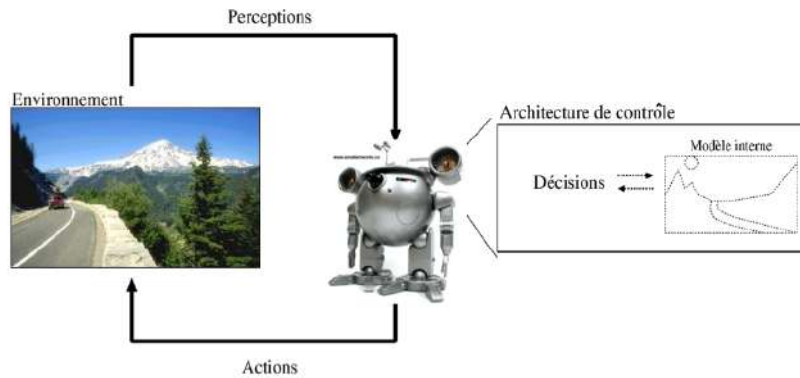 Perceptions
Environnement
Architecture de contrôle
Modèle interne
Décisions
Actions